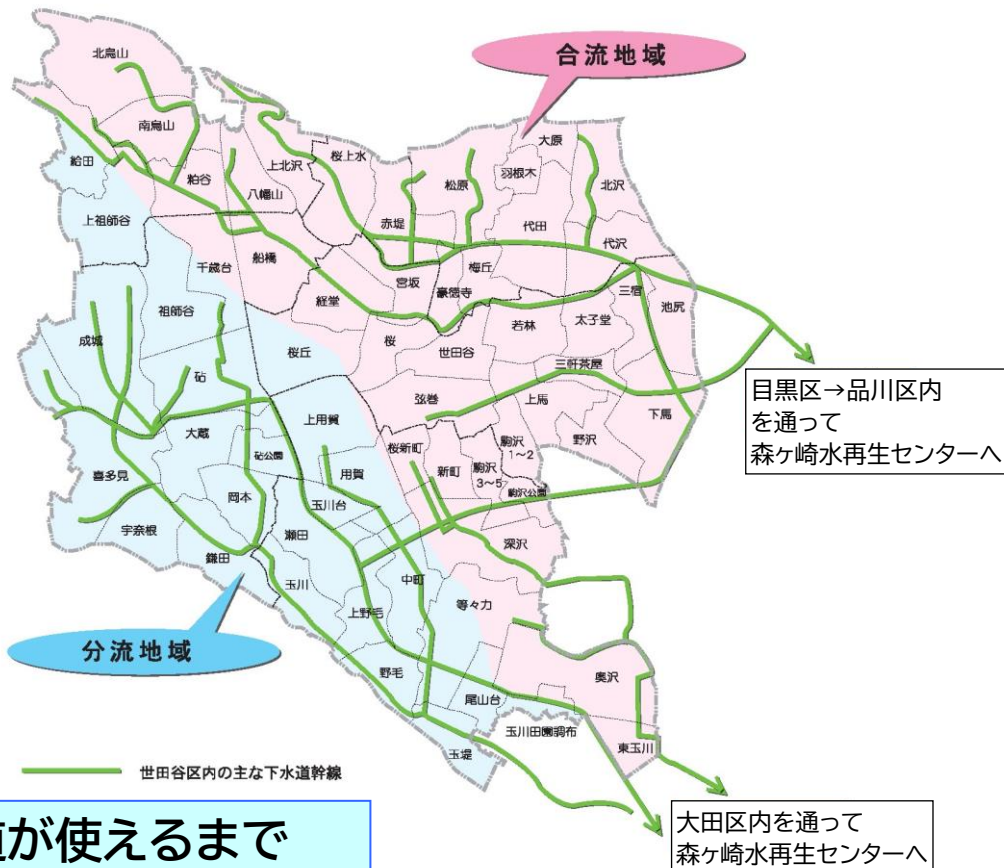 合流地域
北烏山
南烏山
給田
粕谷
上北沢
八幡山
桜上水
松原
羽根木
大原
北沢
上祖師谷
赤堤
代田
代沢
千歳台
船橋
宮坂
梅丘
豪徳寺
経堂
三宿
池尻
祖師谷
成城
若林
太子堂
桜
世田谷
桜丘
三軒茶屋
砧
目黒区→品川区内
を通って
森ヶ崎水再生センターへ
弦巻
上馬
下馬
上用賀
大蔵
砧公園
桜新町
駒沢
1~2
野沢
喜多見
用賀
新町
駒沢
3~5
駒沢公園
岡本
玉川台
宇奈根
瀬田
深沢
鎌田
玉川
中町
等々力
上野毛
分流地域
野毛
奥沢
尾山台
玉川田園調布
東玉川
玉堤
世田谷区内の主な下水道幹線
道が使えるまで
大田区内を通って
森ヶ崎水再生センターへ